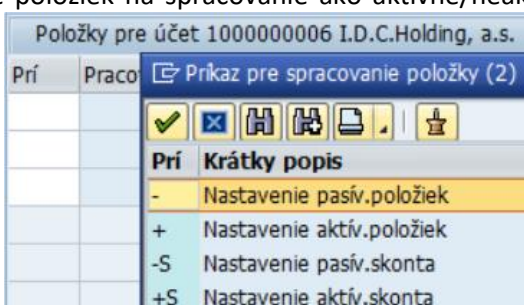 položiek na spracovanie ako aktívne/neak
Položky pre účet 1000000006 I.D.C.Holding, a.s.
Prí Praco Príkaz pre spracovanie položky (2)
Prí Krátky popis
- Nastavenie pasív.položiek
+ Nastavenie aktív.položiek
-S Nastavenie pasív.skonta
+S Nastavenie aktív.skonta